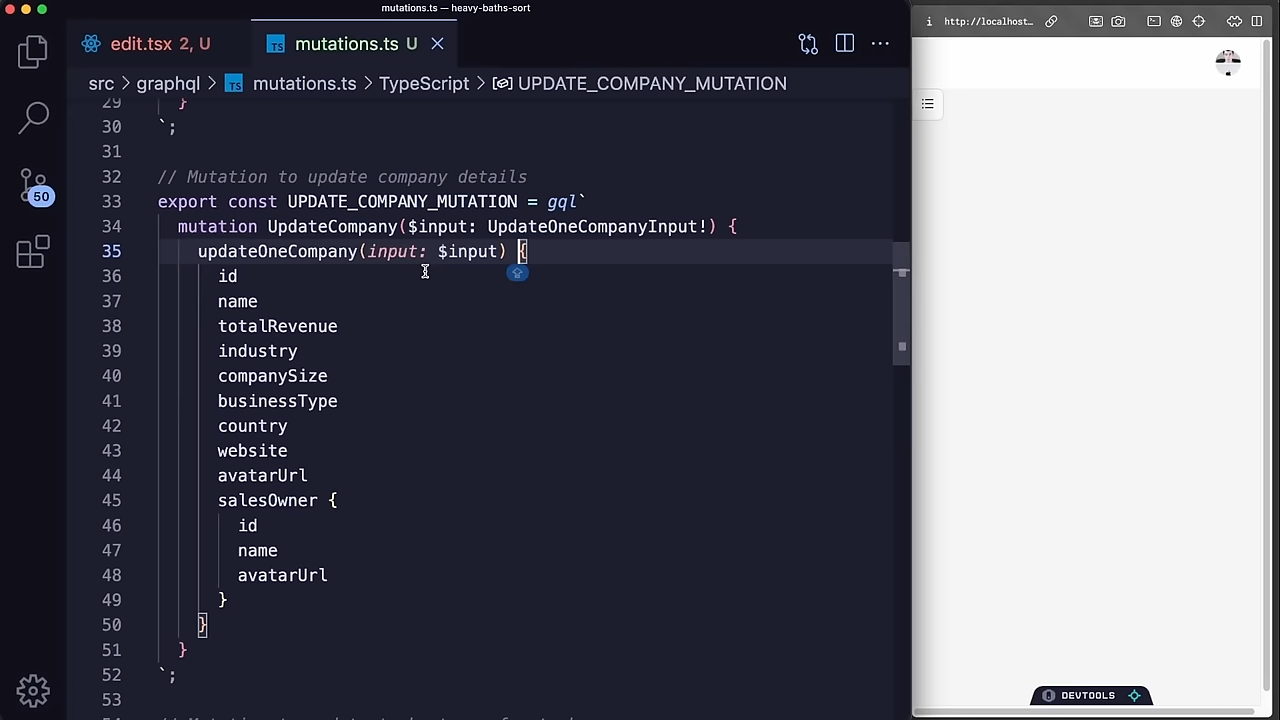 mutations.ts — heavy-baths-sort
edit.tsx 2, U
TS mutations.ts U
src > graphql > TS mutations.ts > TypeScript > UPDATE_COMPANY_MUTATION
29 }
30 `;
31
32 // Mutation to update company details
33 export const UPDATE_COMPANY_MUTATION = gql`
34 mutation UpdateCompany($input: UpdateOneCompanyInput!) {
35 updateOneCompany(input: $input) {
36 id
37 name
38 totalRevenue
39 industry
40 companySize
41 businessType
42 country
43 website
44 avatarUrl
45 salesOwner {
46 id
47 name
48 avatarUrl
49 }
50 }
51 }
52 `;
53
50
http://localhost...
DEVTOOLS